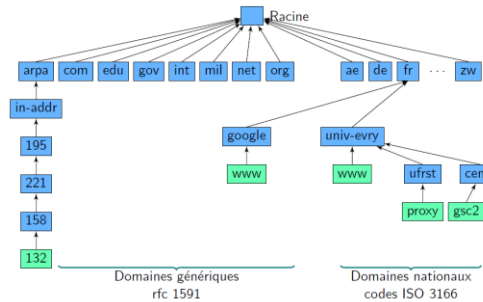 Racine
arpa com edu gov int mil net org ae de fr ... zw
in-addr google univ-evry
195 www www ufrst
221 proxy gsc2
158
132
Domaines génériques Domaines nationaux
rfc 1591 codes ISO 3166